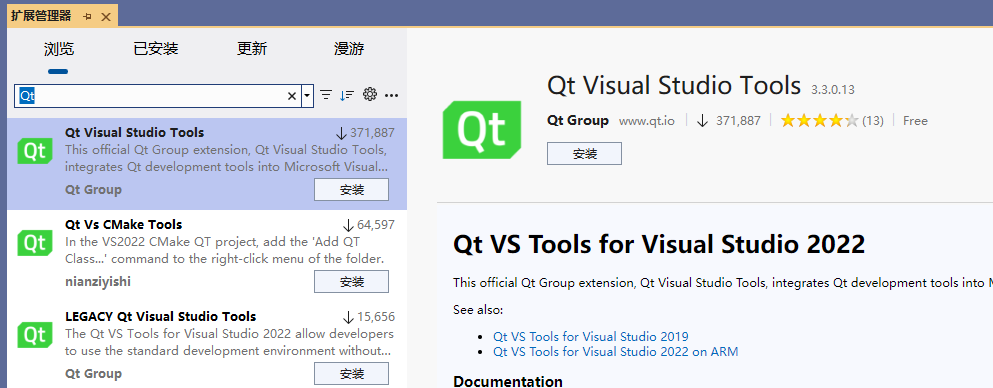 扩展管理器
浏览 已安装 更新 漫游
Qt
Qt Visual Studio Tools 371,887
This official Qt Group extension, Qt Visual Studio Tools,
integrates Qt development tools into Microsoft Visual...
Qt Group 安装
Qt Vs CMake Tools 64,597
In the VS2022 CMake QT project, add the 'Add QT
Class...' command to the right-click menu of the folder.
nianziyishi 安装
LEGACY Qt Visual Studio Tools 15,656
The Qt VS Tools for Visual Studio 2022 allow developers
to use the standard development environment without...
Qt Group 安装
Qt
Qt
Qt
Qt
Qt Visual Studio Tools 3.3.0.13
Qt Group www.qt.io 371,887 (13) Free
安装
Qt VS Tools for Visual Studio 2022
This official Qt Group extension, Qt Visual Studio Tools, integrates Qt development tools into
See also:
Qt VS Tools for Visual Studio 2019
Qt VS Tools for Visual Studio 2022 on ARM
Documentation